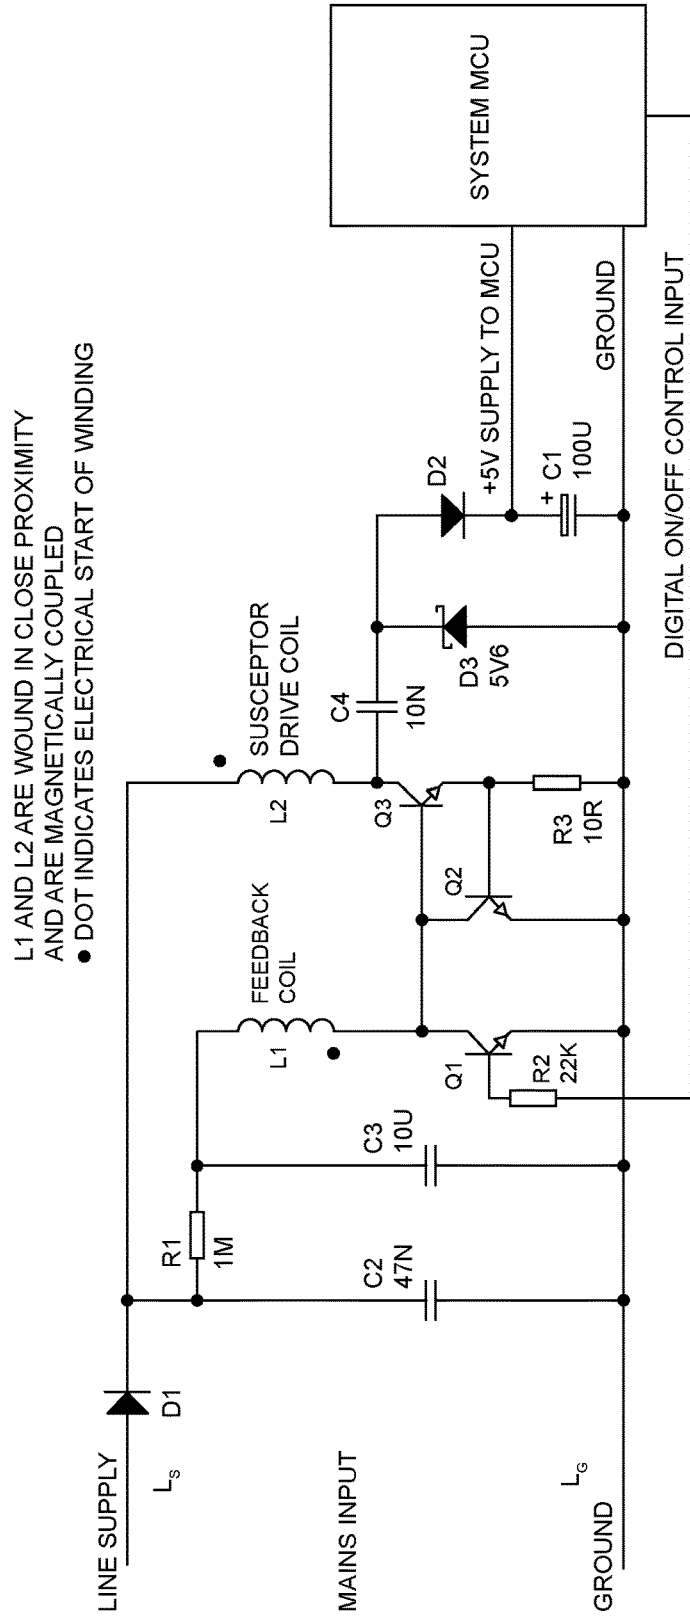 L1 AND L2 ARE WOUND IN CLOSE PROXIMITY
AND ARE MAGNETICALLY COUPLED
● DOT INDICATES ELECTRICAL START OF WINDING
LINE SUPPLY
Ls
D1
MAINS INPUT
LG
GROUND
R1
1M
C2
47N
C3
10U
FEEDBACK
COIL
L1
Q1
R2
22K
Q2
SUSCEPTOR
DRIVE COIL
L2
Q3
R3
10R
C4
10N
D3
5V6
D2
+5V SUPPLY TO MCU
+ C1
100U
GROUND
SYSTEM MCU
DIGITAL ON/OFF CONTROL INPUT